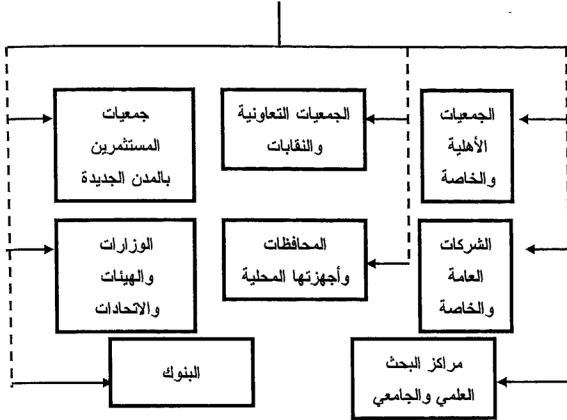 الجمعيات
الأهلية
والخاصة
الجمعيات التعاونية
والنقابات
جمعيات
المستثمرين
بالمدن الجديدة
الشركات
العامة
والخاصة
المحافظات
وأجهزتها المحلية
الوزارات
والهيئات
والاتحادات
مراكز البحث
العلمي والجامعي
البنوك